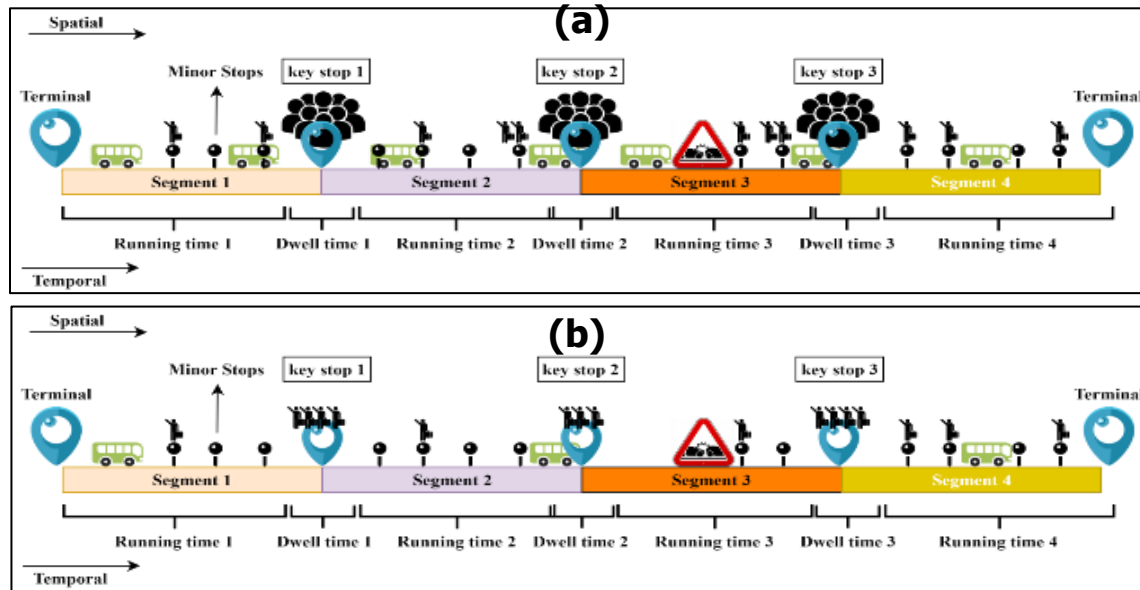 (a)
Spatial
Minor Stops
key stop 1
key stop 2
key stop 3
Terminal
Terminal
Segment 1
Segment 2
Segment 3
Segment 4
Running time 1
Dwell time 1
Running time 2
Dwell time 2
Running time 3
Dwell time 3
Running time 4
Temporal
(b)
Spatial
Minor Stops
key stop 1
key stop 2
key stop 3
Terminal
Terminal
Segment 1
Segment 2
Segment 3
Segment 4
Running time 1
Dwell time 1
Running time 2
Dwell time 2
Running time 3
Dwell time 3
Running time 4
Temporal